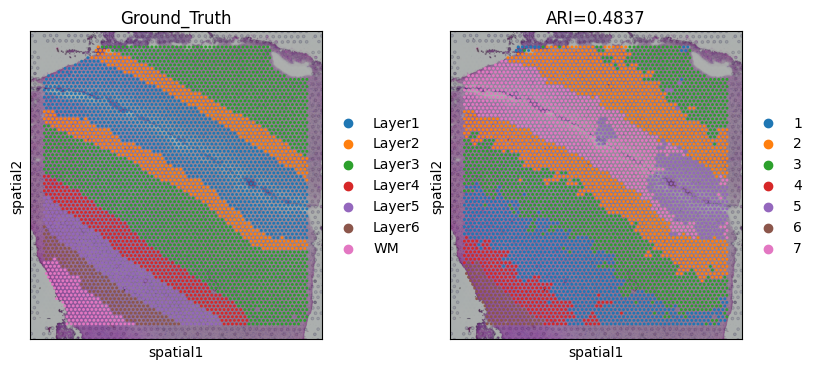 Ground_Truth
spatial2
spatial1
Layer1
Layer2
Layer3
Layer4
Layer5
Layer6
WM
ARI=0.4837
spatial2
spatial1
1
2
3
4
5
6
7